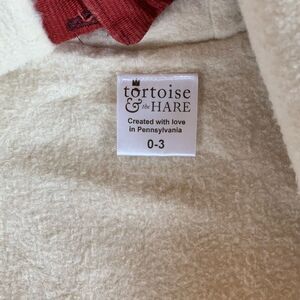 tortoise
& the HARE
Created with love
in Pennsylvania
0-3